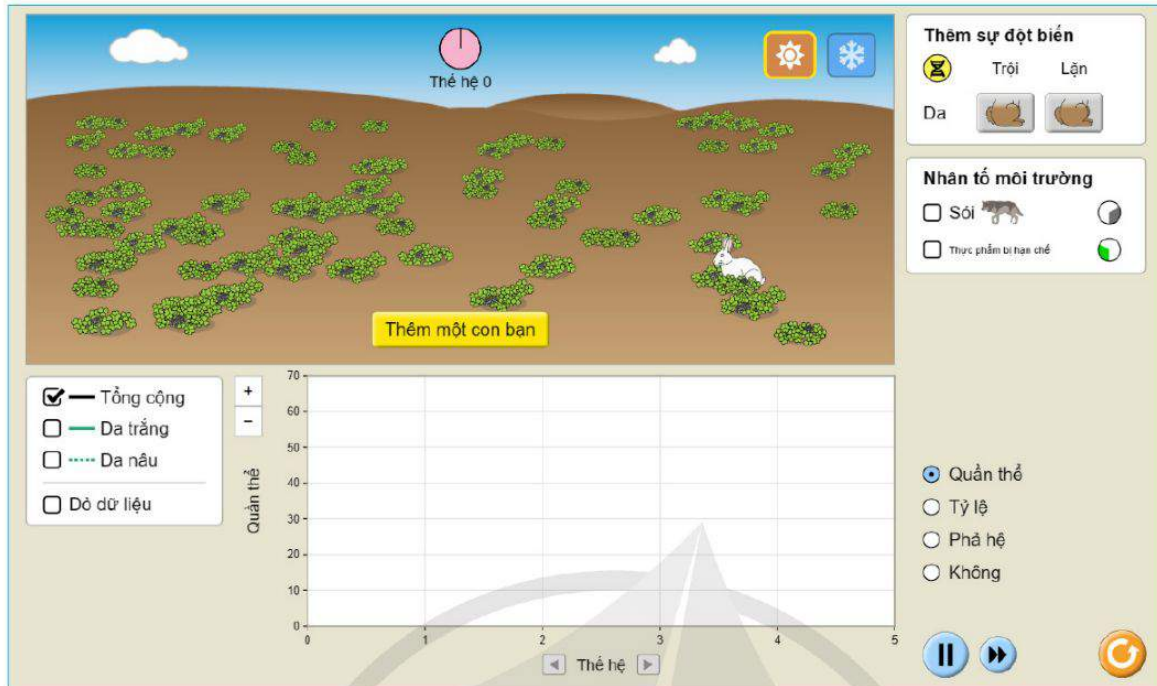 Thế hệ 0
Thêm một con bạn
Thêm sự đột biến
Trội Lặn
Da
Nhân tố môi trường
Sói
Thực phẩm bị hạn chế
Tổng cộng
Da trắng
Da nâu
Dò dữ liệu
+
−
Quần thể
70
60
50
40
30
20
10
0
0 1 2 3 4 5
Thế hệ
Quần thể
Tỷ lệ
Phả hệ
Không